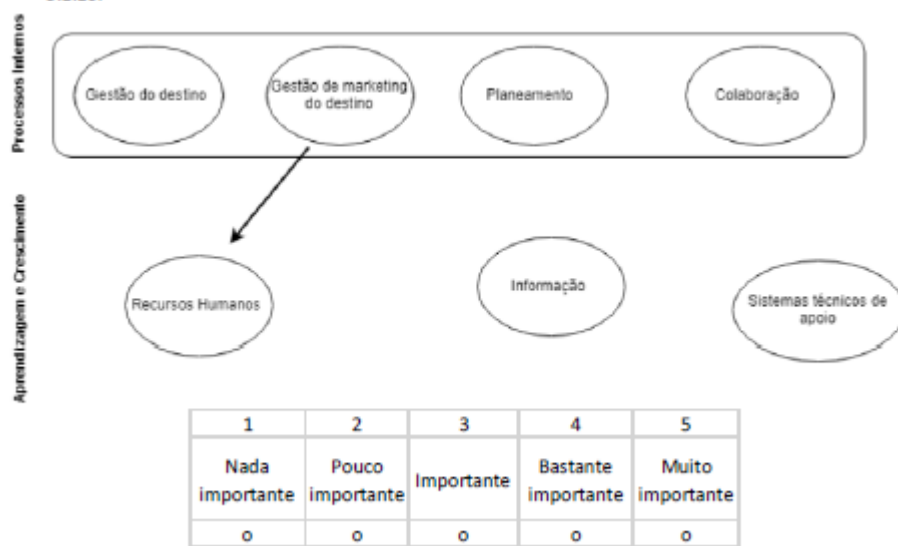 Processos Internos
Gestão do destino
Gestão de marketing
do destino
Planeamento
Colaboração
Aprendizagem e Crescimento
Recursos Humanos
Informação
Sistemas técnicos de
apoio
1 2 3 4 5
Nada importante Pouco importante Importante Bastante importante Muito importante
o o o o o